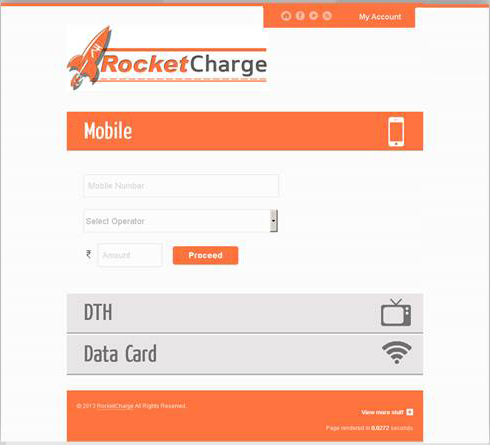 My Account
RocketCharge
Mobile
Mobile Number
Select Operator
₹ Amount Proceed
DTH
Data Card
© 2013 RocketCharge All Rights Reserved.
View more stuff
Page rendered in 0.0272 seconds